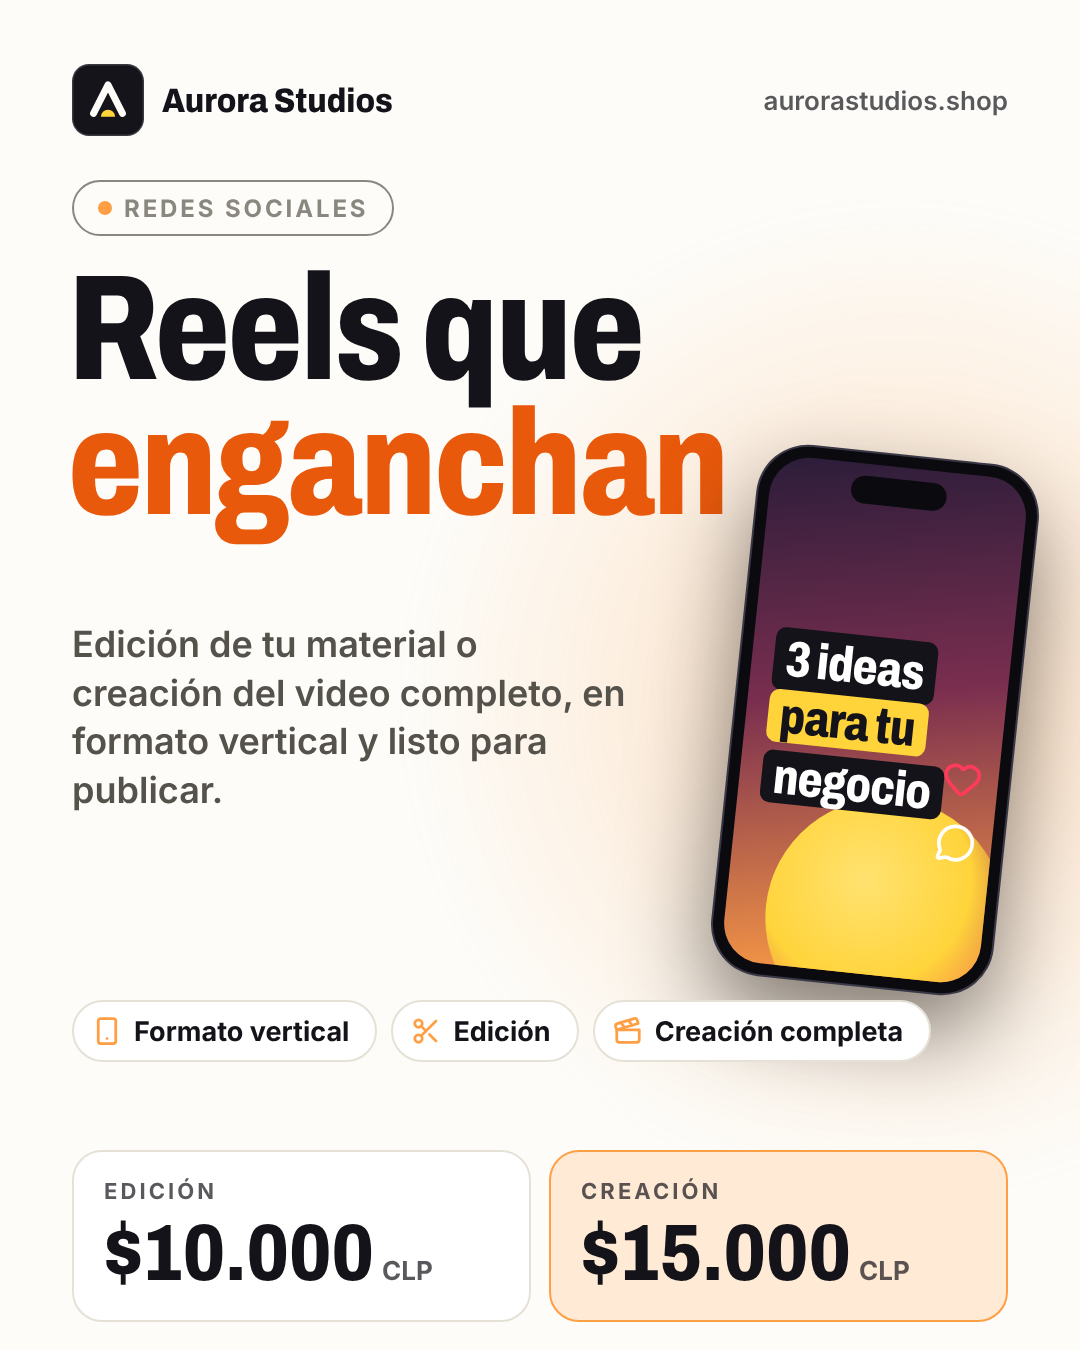 Aurora Studios
aurorastudios.shop
REDES SOCIALES
Reels que
enganchan
Edición de tu material o
creación del video completo, en
formato vertical y listo para
publicar.
3 ideas
para tu
negocio
Formato vertical
Edición
Creación completa
EDICIÓN
$10.000 CLP
CREACIÓN
$15.000 CLP